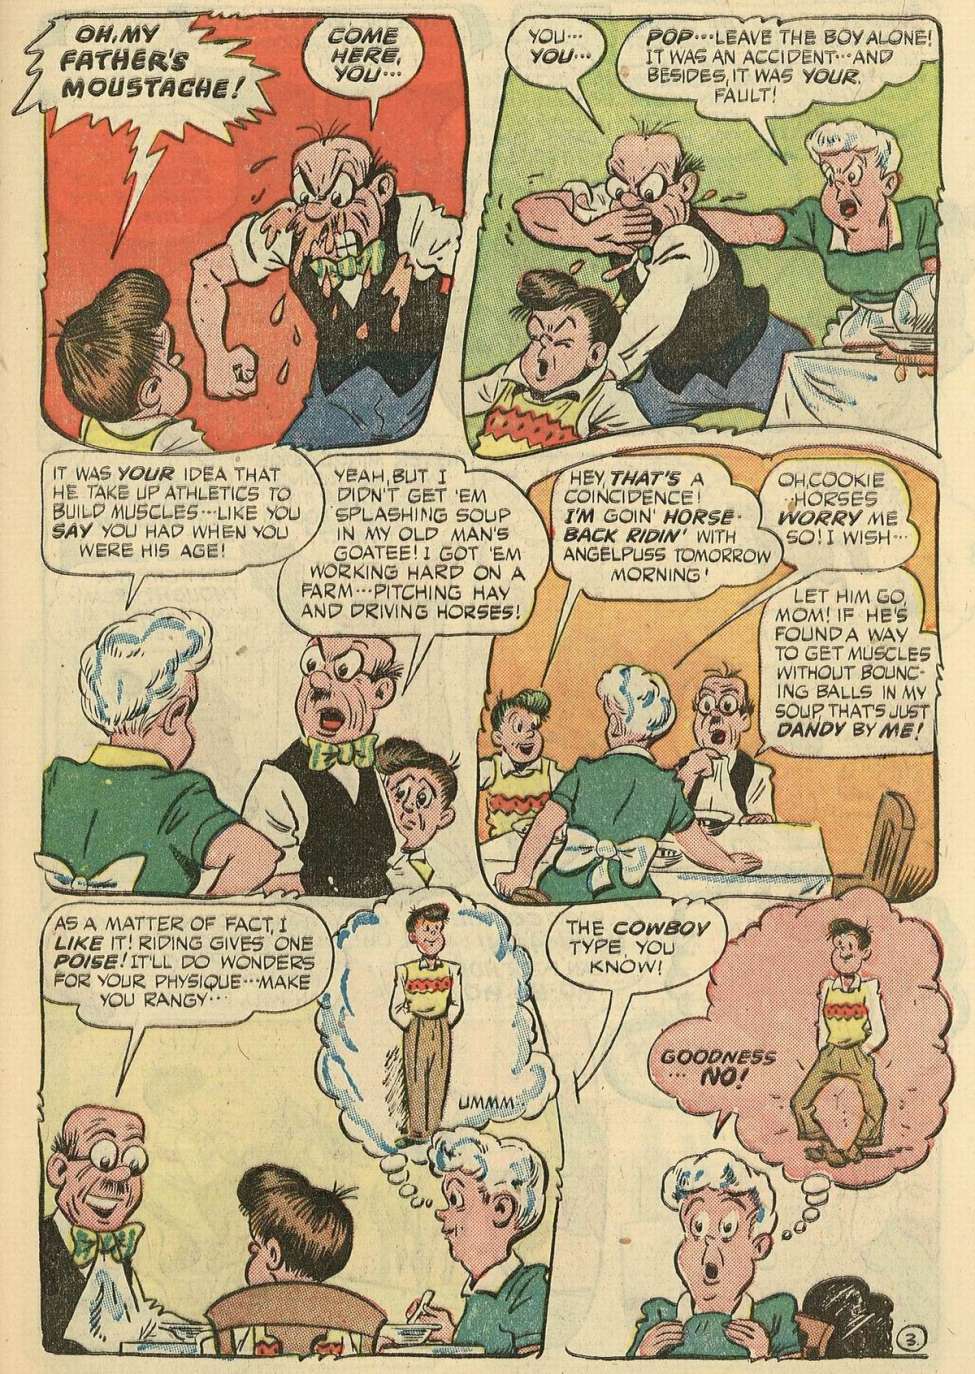 OH, MY
FATHER'S
MOUSTACHE!
COME
HERE,
YOU...
YOU...
YOU...
POP...LEAVE THE BOY ALONE!
IT WAS AN ACCIDENT...AND
BESIDES, IT WAS YOUR
FAULT!
IT WAS YOUR IDEA THAT
HE TAKE UP ATHLETICS TO
BUILD MUSCLES...LIKE YOU
SAY YOU HAD WHEN YOU
WERE HIS AGE!
YEAH, BUT I
DIDN'T GET 'EM
SPLASHING SOUP
IN MY OLD MAN'S
GOATEE! I GOT 'EM
WORKING HARD ON A
FARM...PITCHING HAY
AND DRIVING HORSES!
HEY, THAT'S A
COINCIDENCE!
I'M GOIN' HORSE-
BACK RIDIN' WITH
ANGELPUSS TOMORROW
MORNING!
OH, COOKIE
...HORSES
WORRY ME
SO! I WISH...
LET HIM GO,
MOM! IF HE'S
FOUND A WAY
TO GET MUSCLES
WITHOUT BOUNC-
ING BALLS IN MY
SOUP, THAT'S JUST
DANDY BY ME!
AS A MATTER OF FACT, I
LIKE IT! RIDING GIVES ONE
POISE! IT'LL DO WONDERS
FOR YOUR PHYSIQUE...MAKE
YOU RANGY...
UMMM...
THE COWBOY
TYPE, YOU
KNOW!
GOODNESS
... NO!
3